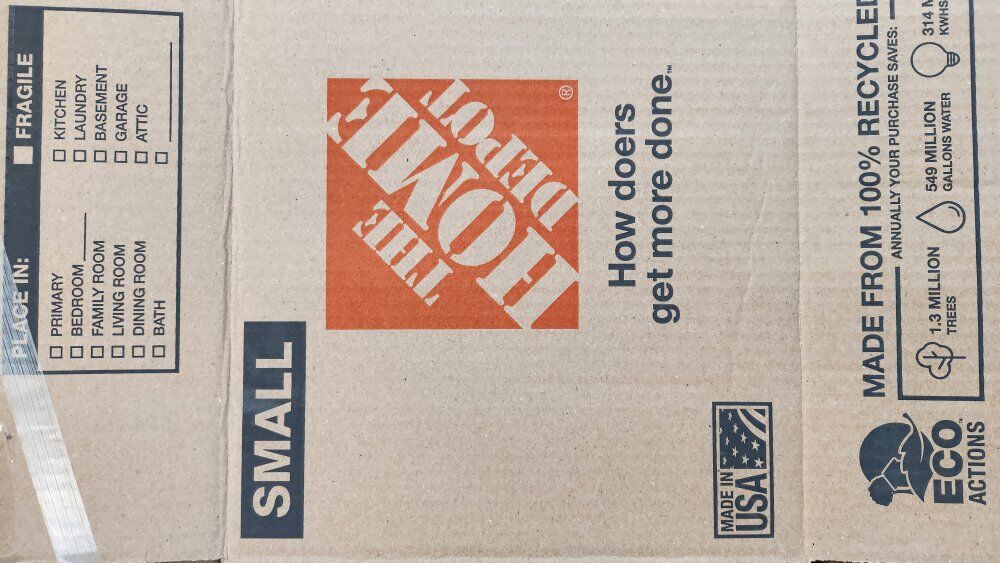 PLACE IN:
FRAGILE
PRIMARY
BEDROOM
FAMILY ROOM
LIVING ROOM
DINING ROOM
BATH
KITCHEN
LAUNDRY
BASEMENT
GARAGE
ATTIC
SMALL
THE
HOME
DEPOT
®
How doers
get more done™
MADE IN
USA
ECO
ACTIONS
MADE FROM 100% RECYCLED
ANNUALLY YOUR PURCHASE SAVES:
1.3 MILLION
TREES
549 MILLION
GALLONS WATER
314
KWHS